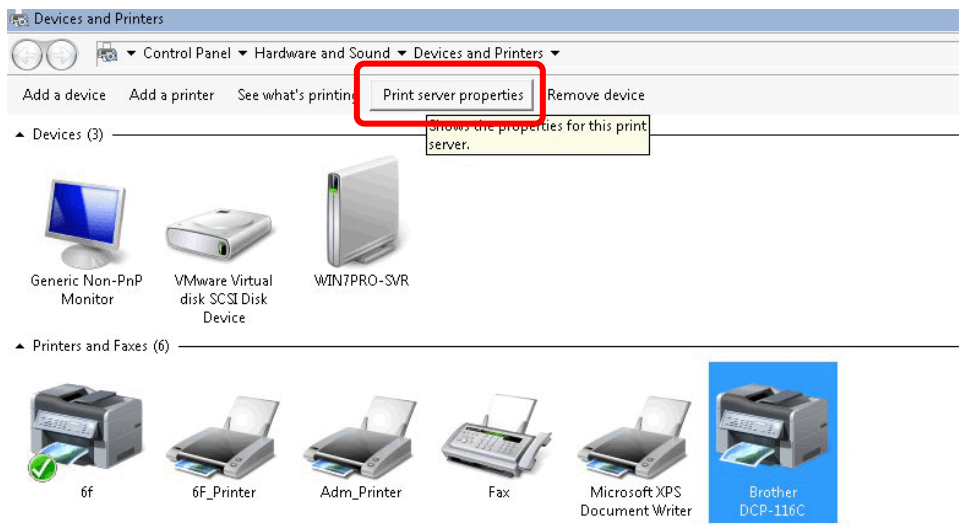 Devices and Printers
Control Panel Hardware and Sound Devices and Printers
Add a device Add a printer See what's printing Print server properties Remove device
Shows the properties for this print
server.
Devices (3)
Generic Non-PnP
Monitor
VMware Virtual
disk SCSI Disk
Device
WIN7PRO-SVR
Printers and Faxes (6)
6f
6F_Printer
Adm_Printer
Fax
Microsoft XPS
Document Writer
Brother
DCP-116C